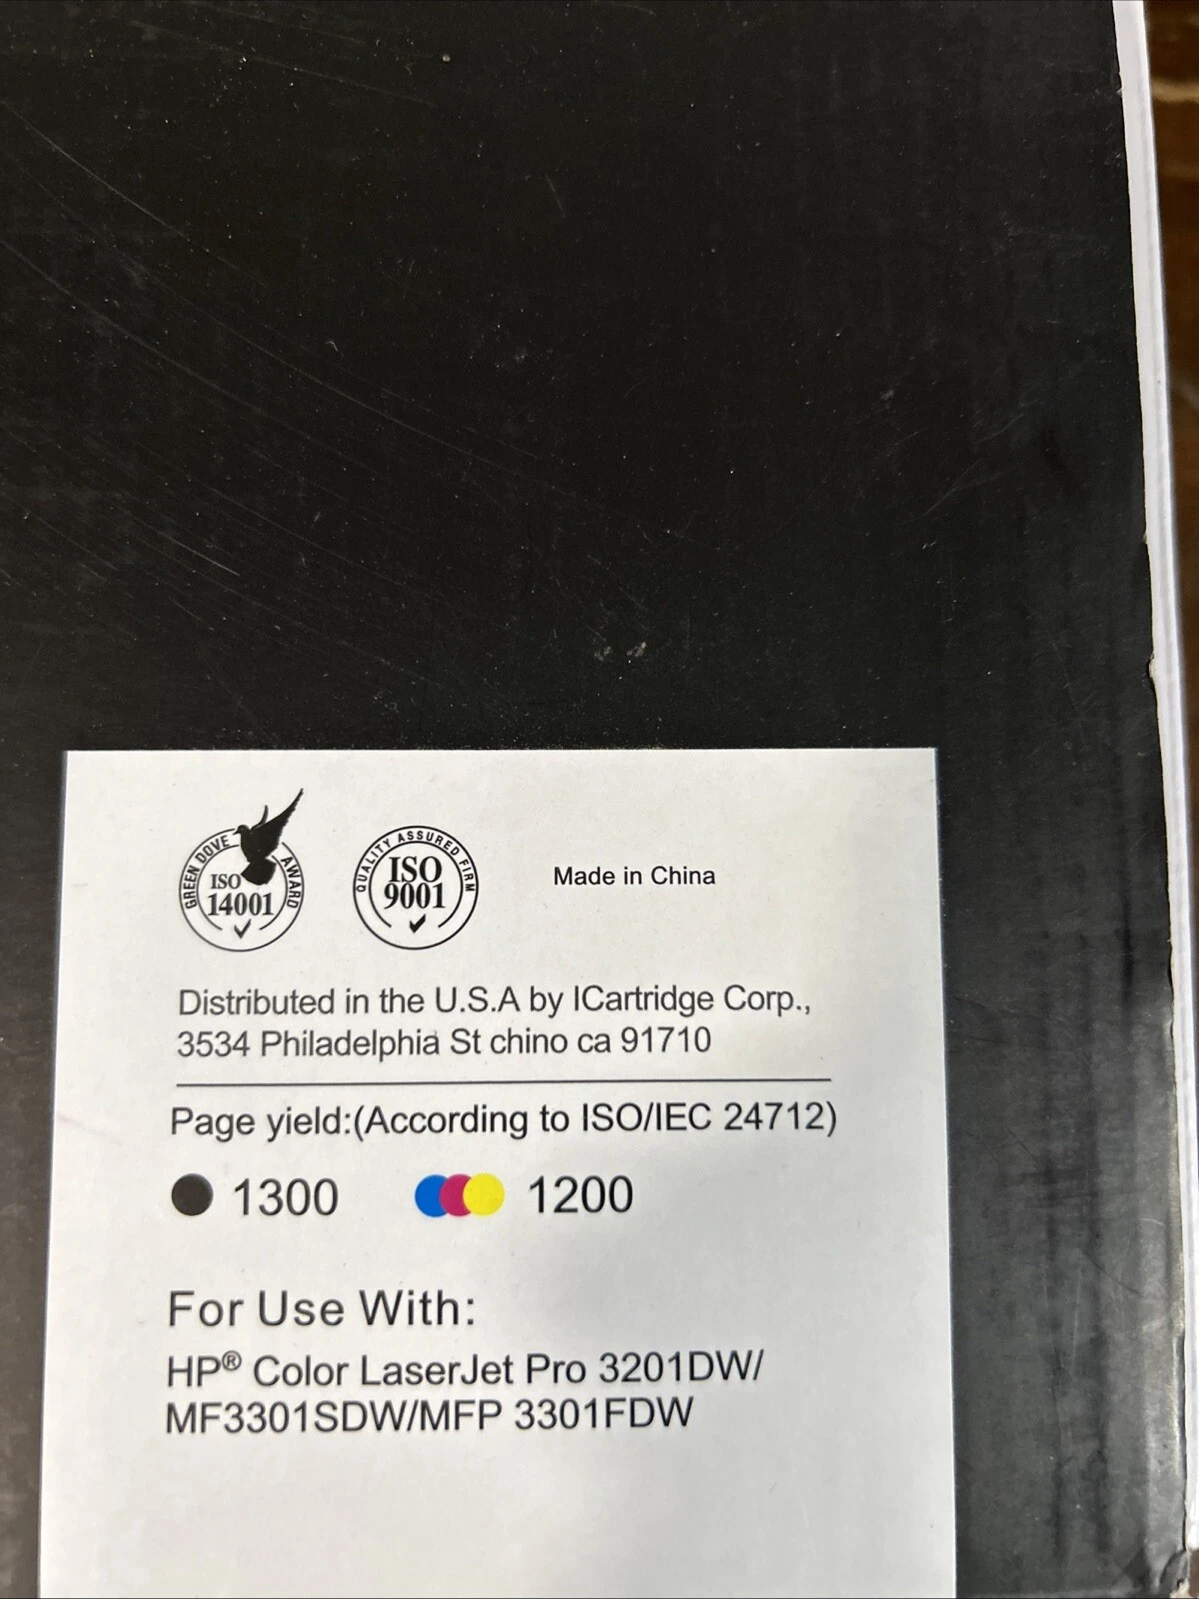 GREEN DOVE AWARD
ISO
14001
QUALITY ASSURED FIRM
ISO
9001
Made in China
Distributed in the U.S.A by ICartridge Corp.,
3534 Philadelphia St chino ca 91710
Page yield:(According to ISO/IEC 24712)
1300
1200
For Use With:
HP® Color LaserJet Pro 3201DW/
MF3301SDW/MFP 3301FDW